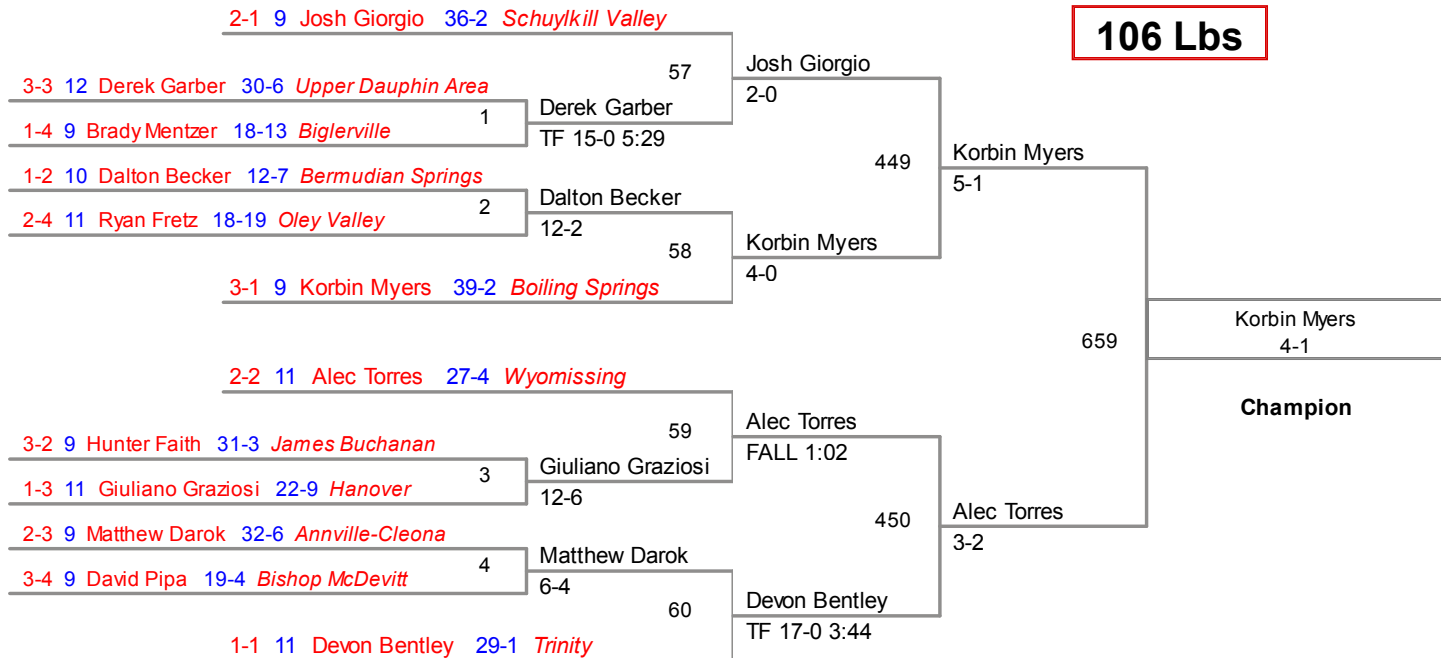 2-1 9 Josh Giorgio 36-2 Schuylkill Valley
106 Lbs
57
Josh Giorgio
2-0
3-3 12 Derek Garber 30-6 Upper Dauphin Area
1
Derek Garber
TF 15-0 5:29
1-4 9 Brady Mentzer 18-13 Biglerville
449
Korbin Myers
5-1
1-2 10 Dalton Becker 12-7 Bermudian Springs
2
Dalton Becker
12-2
2-4 11 Ryan Fretz 18-19 Oley Valley
58
Korbin Myers
4-0
3-1 9 Korbin Myers 39-2 Boiling Springs
659
Korbin Myers
4-1
Champion
2-2 11 Alec Torres 27-4 Wyomissing
59
Alec Torres
FALL 1:02
3-2 9 Hunter Faith 31-3 James Buchanan
3
Giuliano Graziosi
12-6
1-3 11 Giuliano Graziosi 22-9 Hanover
450
Alec Torres
3-2
2-3 9 Matthew Darok 32-6 Annville-Cleona
4
Matthew Darok
6-4
3-4 9 David Pipa 19-4 Bishop McDevitt
60
Devon Bentley
TF 17-0 3:44
1-1 11 Devon Bentley 29-1 Trinity